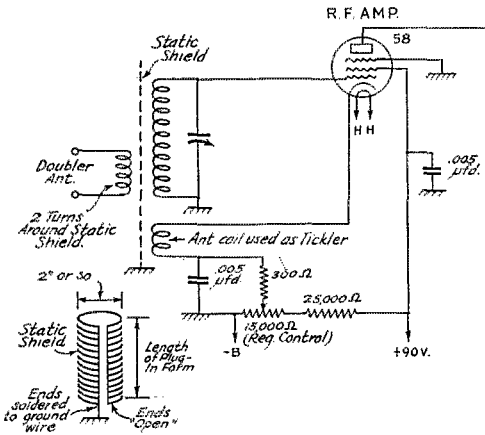 R.F. AMP.
58
Static
Shield
H H
Doubler
Ant.
2 Turns
Around Static
Shield.
.005
µfd.
Ant coil used as Tickler
.005
µfd.
300Ω
25,000Ω
15,000Ω
(Reg. Control)
-B
+90V.
2" or so
Static
Shield
Length
of Plug-
In Form
Ends
soldered
to ground
wire
Ends
"Open"